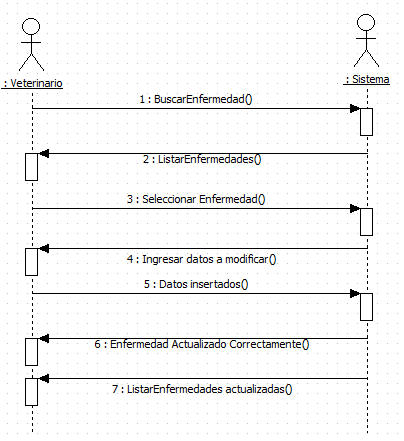 : Veterinario
: Sistema
1 : BuscarEnfermedad()
2 : ListarEnfermedades()
3 : Seleccionar Enfermedad()
4 : Ingresar datos a modificar()
5 : Datos insertados()
6 : Enfermedad Actualizado Correctamente()
7 : ListarEnfermedades actualizadas()